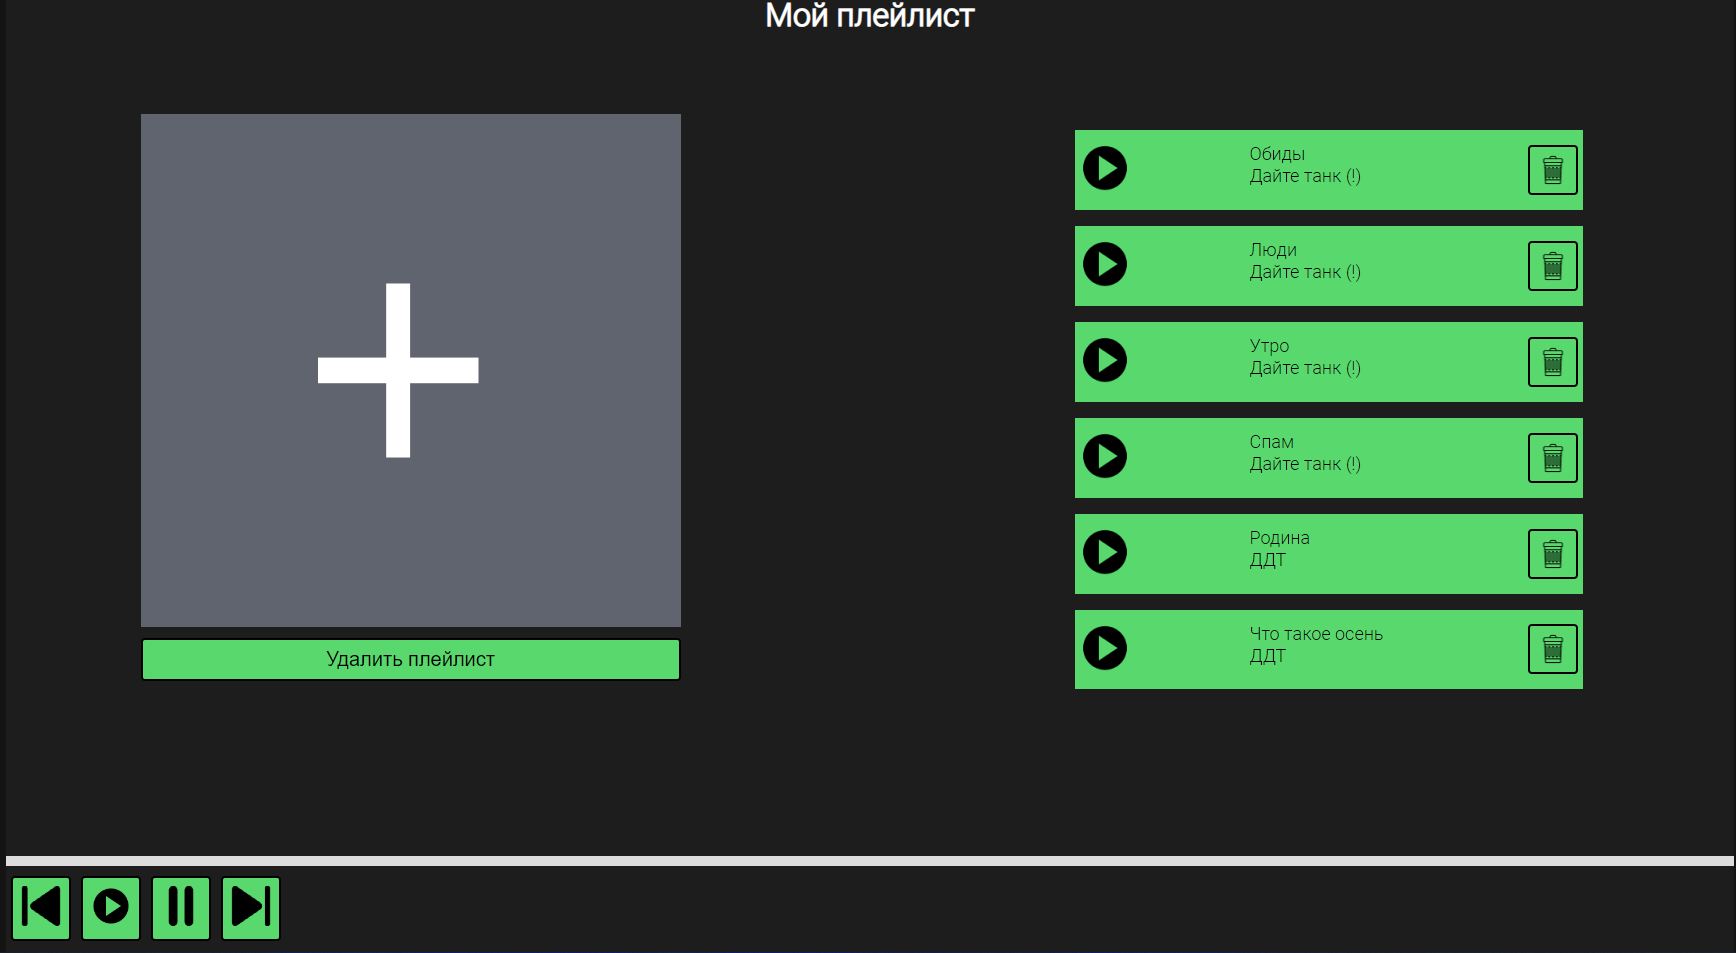 Мой плейлист
Обиды
Дайте танк (!)
Люди
Дайте танк (!)
Утро
Дайте танк (!)
Спам
Дайте танк (!)
Родина
ДДТ
Что такое осень
ДДТ
Удалить плейлист